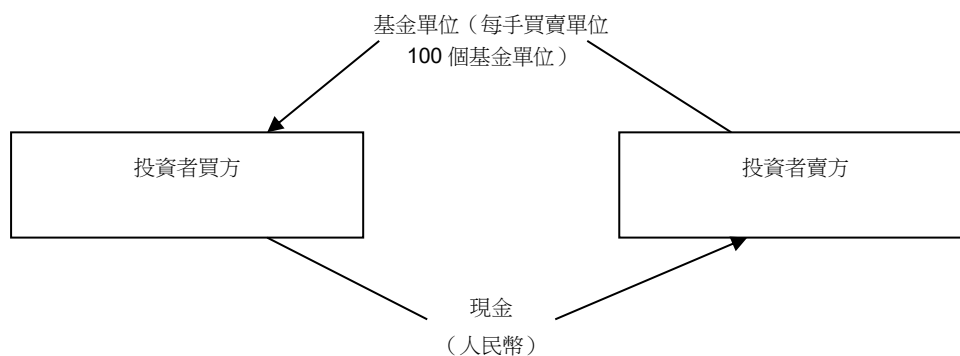 基金單位（每手買賣單位
100 個基金單位）
投資者買方
投資者賣方
現金
（人民幣）